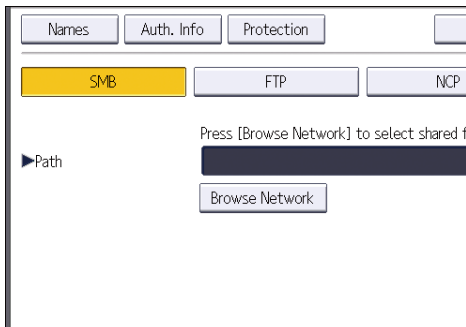 Names Auth. Info Protection
SMB FTP NCP
Press [Browse Network] to select shared
▶Path
Browse Network